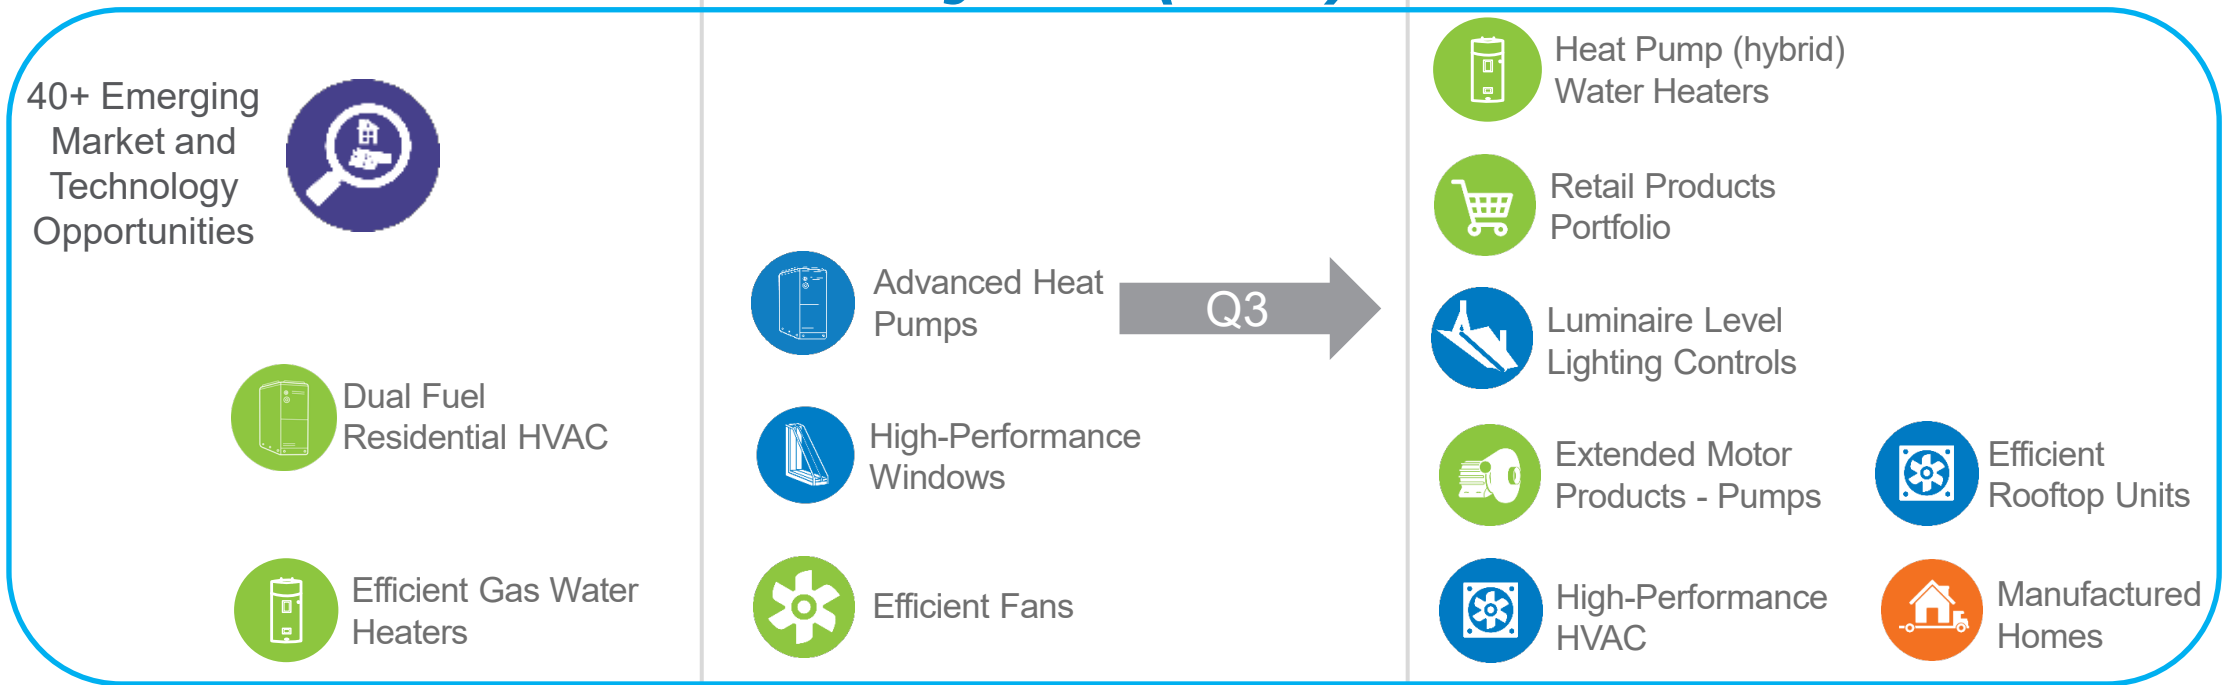 40+ Emerging
Market and
Technology
Opportunities
Dual Fuel
Residential HVAC
Efficient Gas Water
Heaters
Advanced Heat
Pumps
Q3
High-Performance
Windows
Efficient Fans
Heat Pump (hybrid)
Water Heaters
Retail Products
Portfolio
Luminaire Level
Lighting Controls
Extended Motor
Products - Pumps
Efficient
Rooftop Units
High-Performance
HVAC
Manufactured
Homes